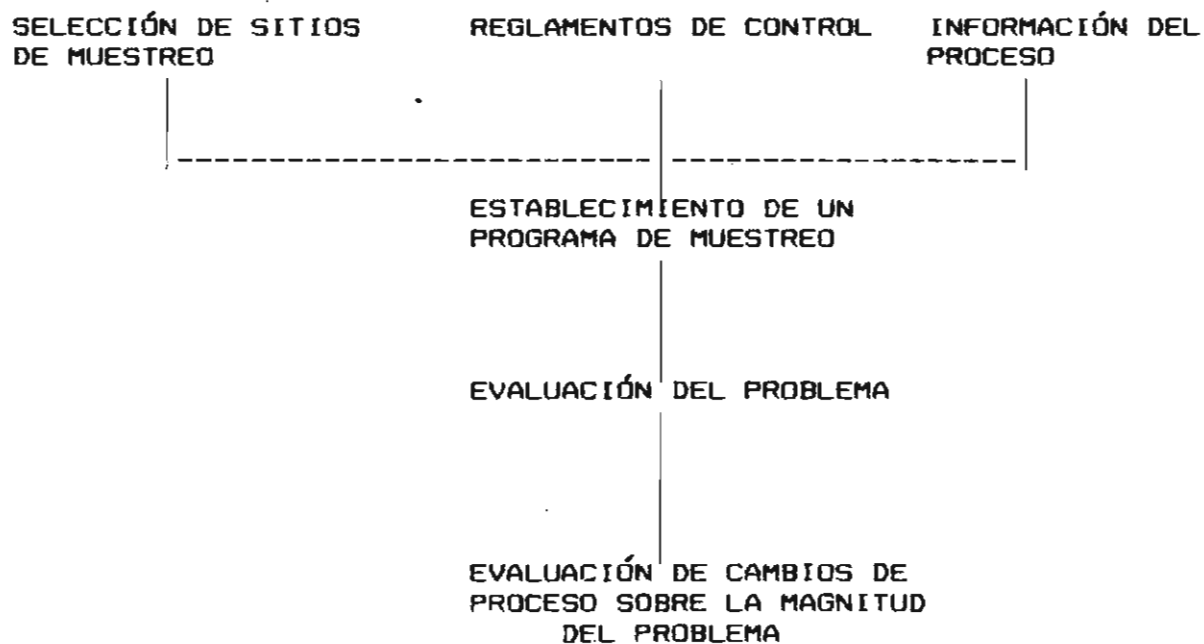 SELECCIÓN DE SITIOS
DE MUESTREO
REGLAMENTOS DE CONTROL
INFORMACIÓN DEL
PROCESO
ESTABLECIMIENTO DE UN
PROGRAMA DE MUESTREO
EVALUACIÓN DEL PROBLEMA
EVALUACIÓN DE CAMBIOS DE
PROCESO SOBRE LA MAGNITUD
DEL PROBLEMA